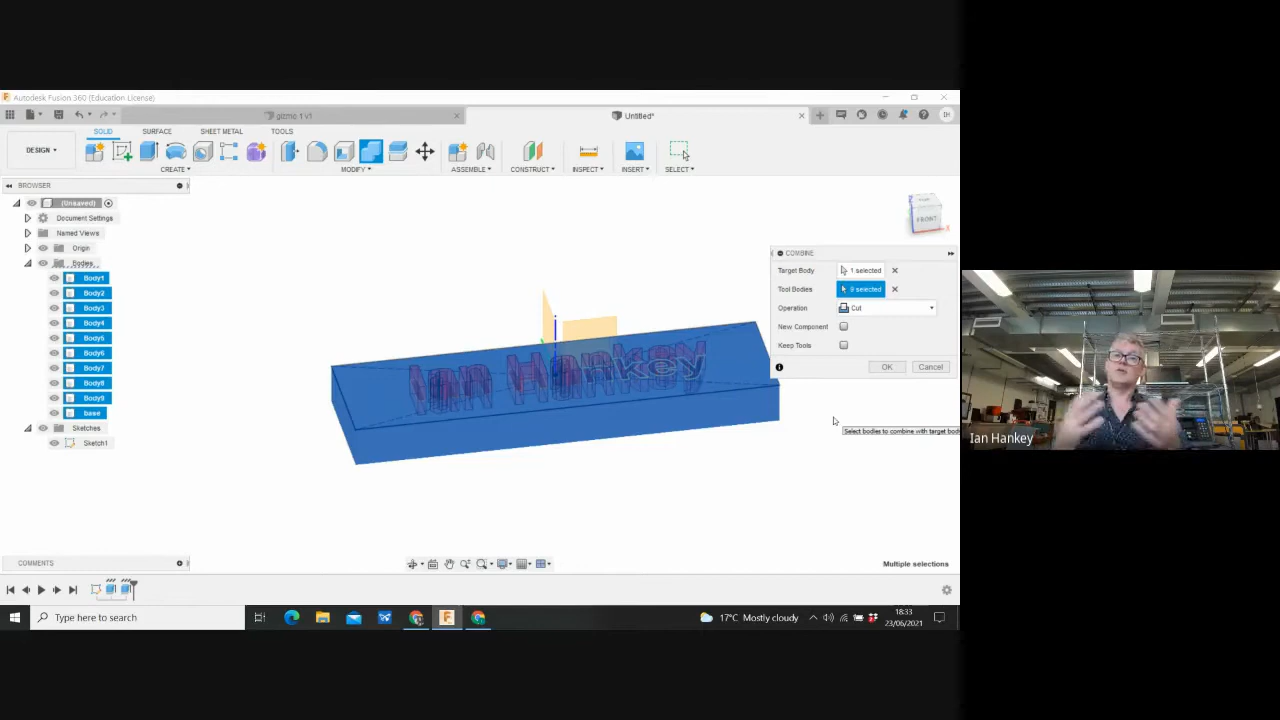 Autodesk Fusion 360 (Education License)
gizmo 1 v1
Untitled*
IH
DESIGN
SOLID
SURFACE
SHEET METAL
TOOLS
CREATE
MODIFY
ASSEMBLE
CONSTRUCT
INSPECT
INSERT
SELECT
BROWSER
(Unsaved)
Document Settings
Named Views
Origin
Bodies
Body1
Body2
Body3
Body4
Body5
Body6
Body7
Body8
Body9
base
Sketches
Sketch1
FRONT
Z
X
COMBINE
Target Body 1 selected
Tool Bodies 9 selected
Operation Cut
New Component
Keep Tools
OK Cancel
Ian Hankey
Select bodies to combine with target body
Ian Hankey
COMMENTS
Multiple selections
Type here to search
17°C Mostly cloudy
18:33
23/06/2021